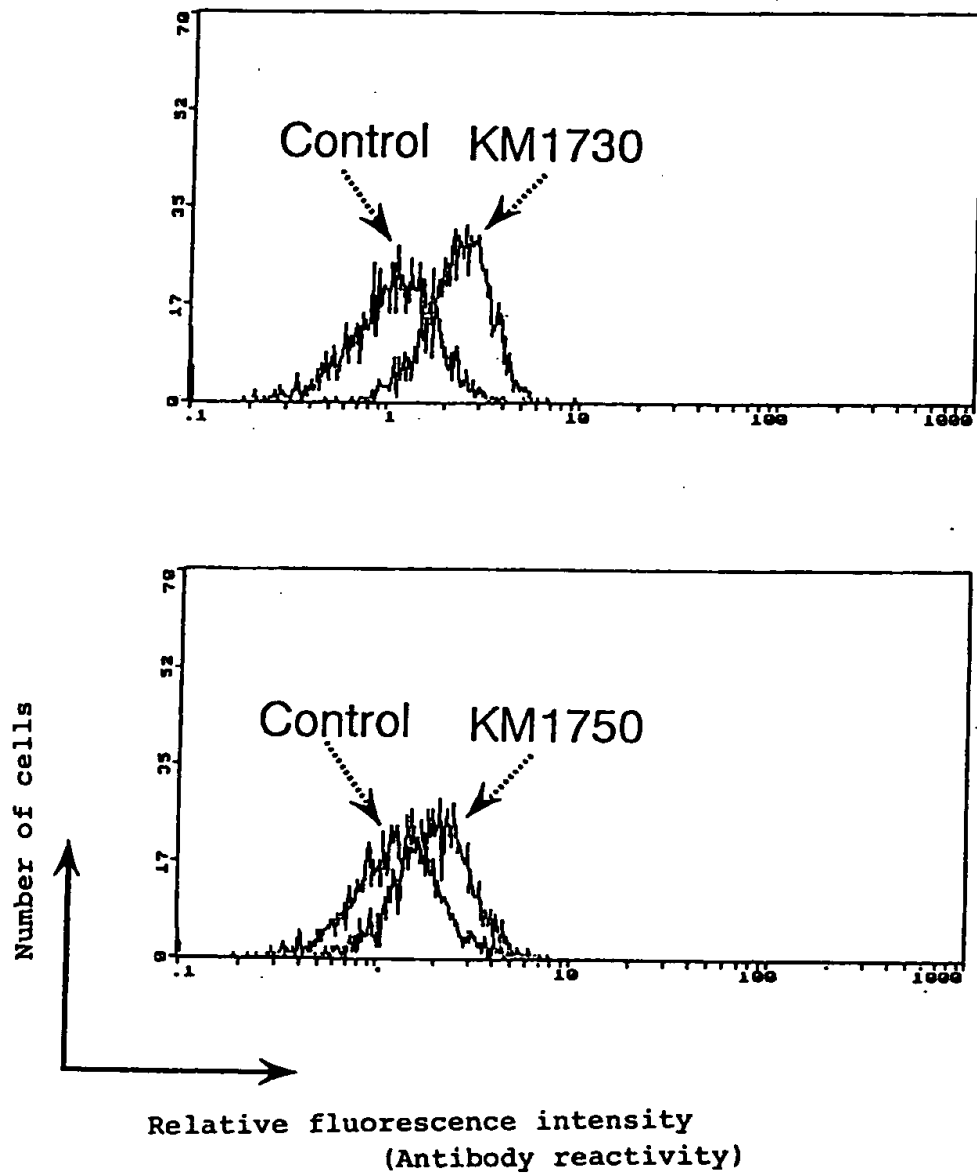 70
52
Control KM1730
35
17
0
.1 1 10 100 1000
70
52
Control KM1750
35
17
0
.1 1 10 100 1000
Number of cells
Relative fluorescence intensity
(Antibody reactivity)